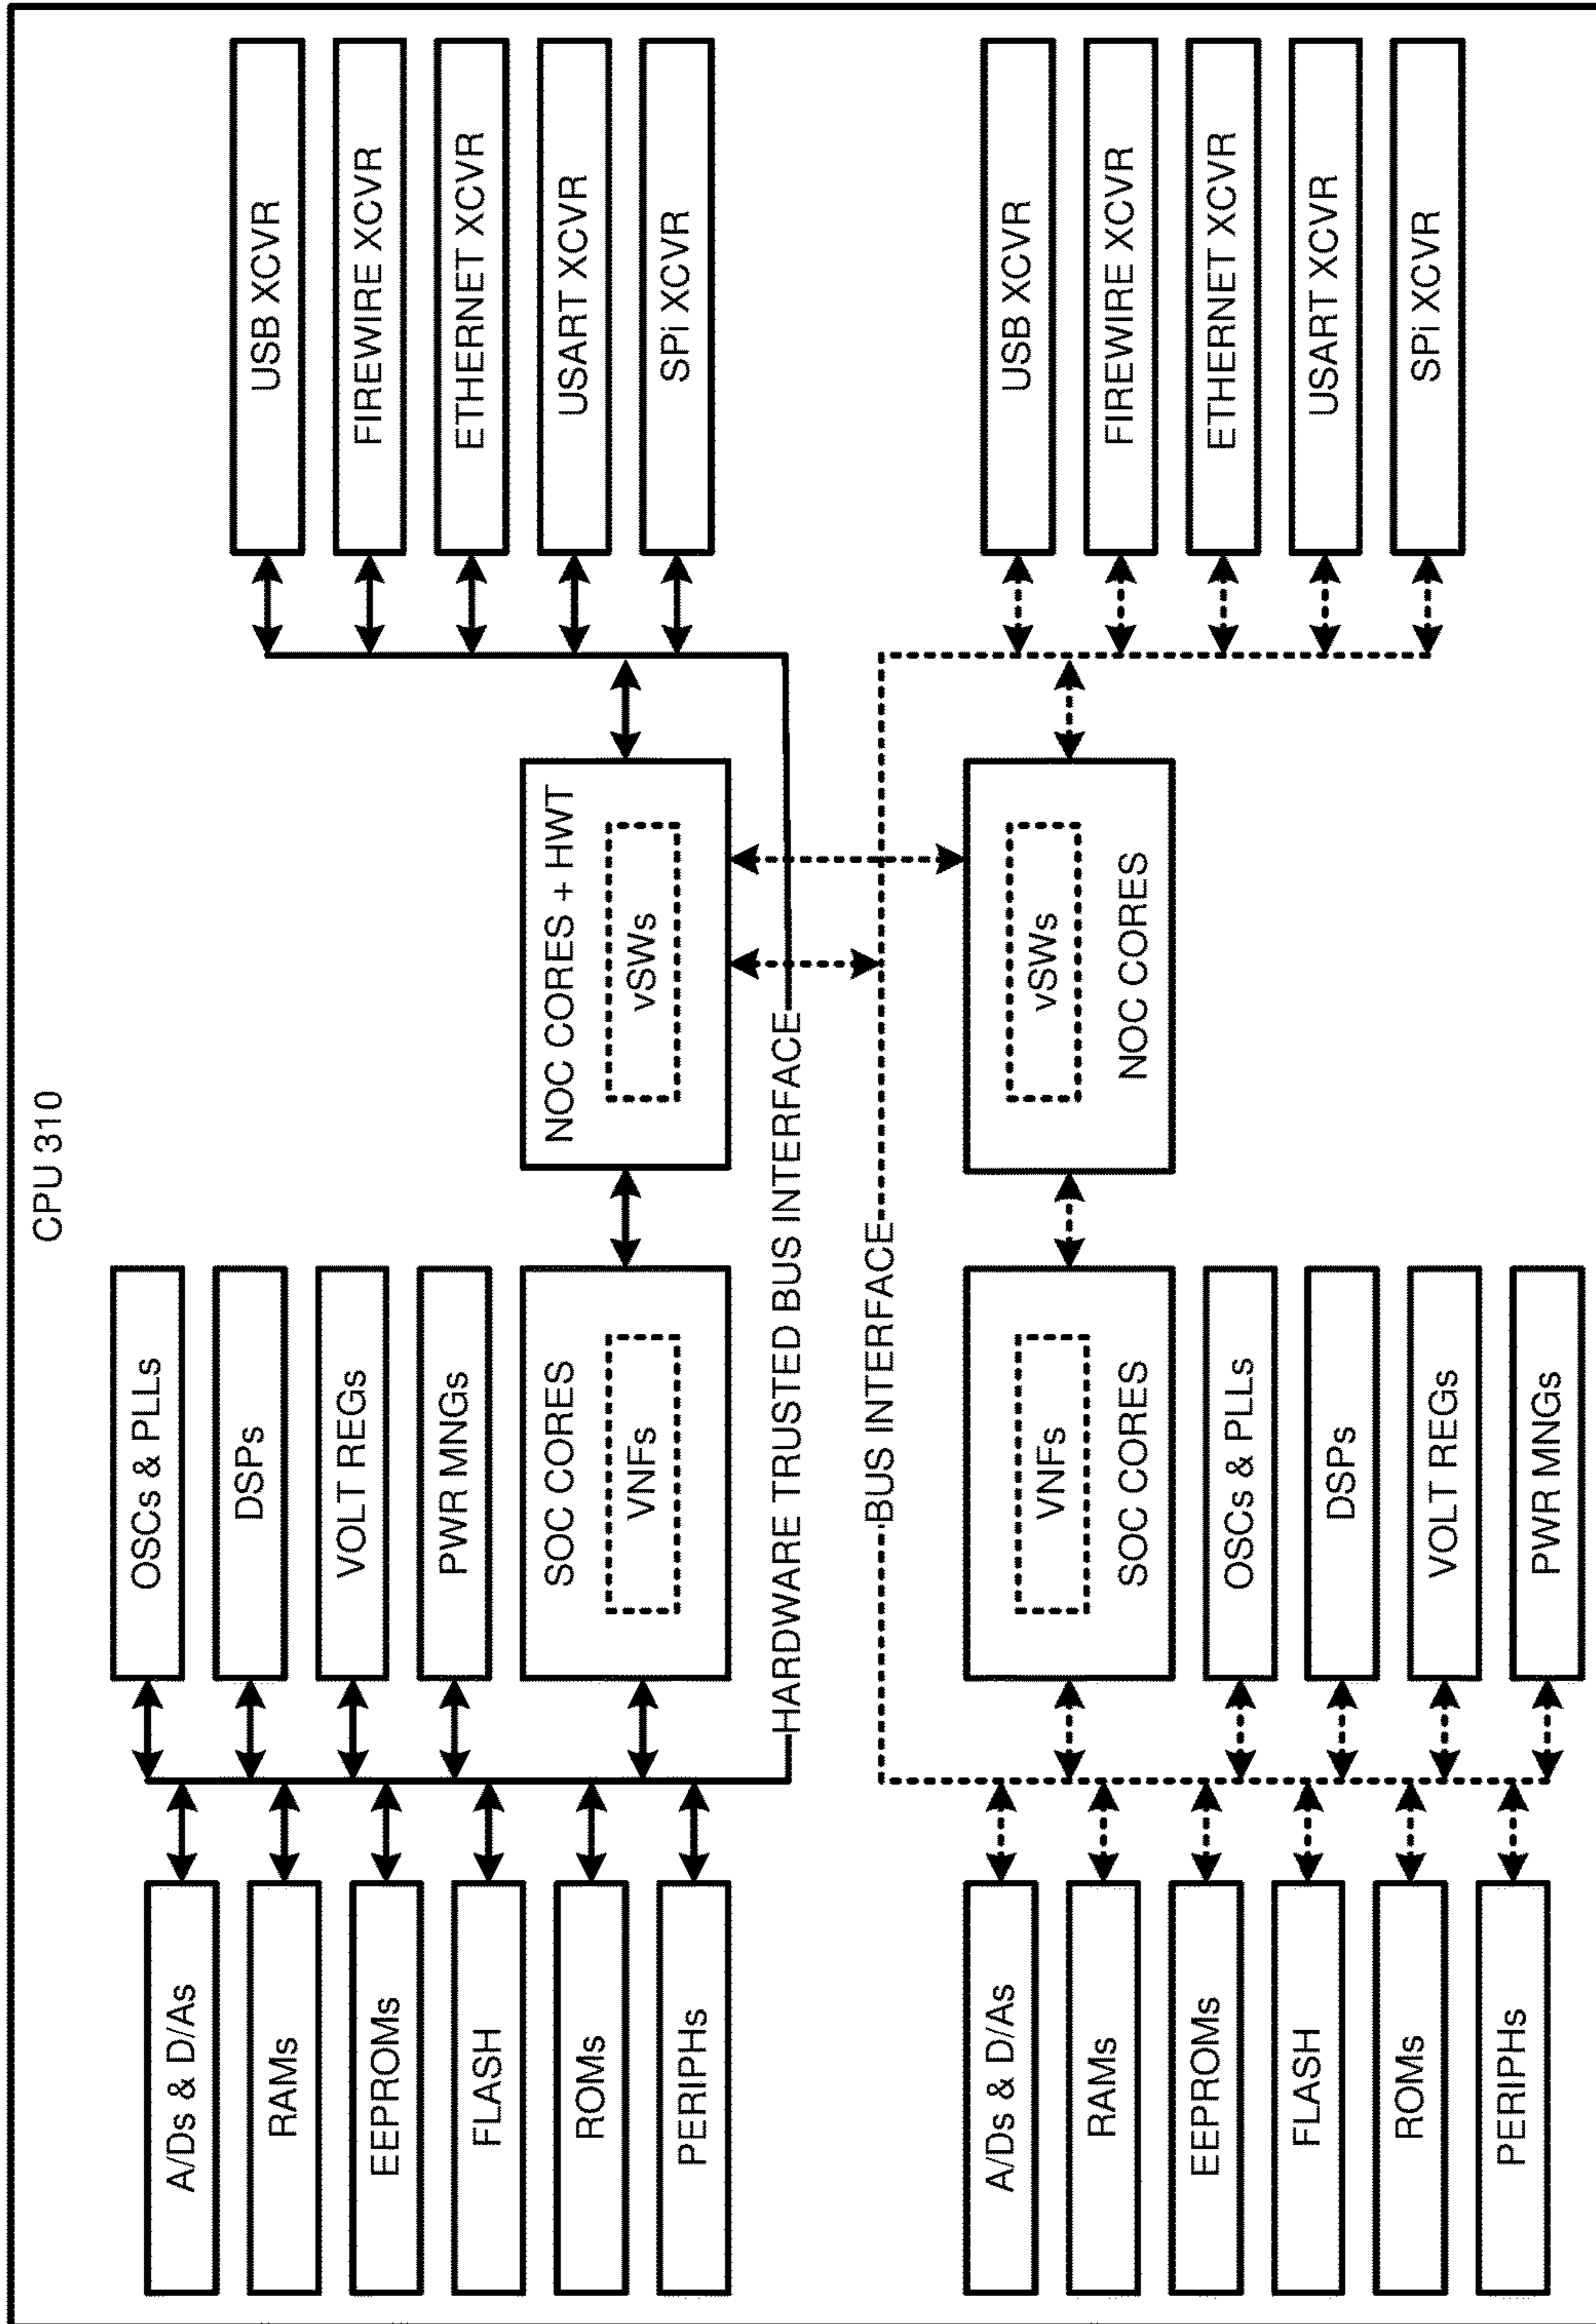 CPU 310
A/Ds & D/As
RAMs
EEPROMs
FLASH
ROMs
PERIPHs
OSCs & PLLs
DSPs
VOLT REGs
PWR MNGs
SOC CORES
VNFs
NOC CORES + HWT
vSWs
USB XCVR
FIREWIRE XCVR
ETHERNET XCVR
USART XCVR
SPi XCVR
HARDWARE TRUSTED BUS INTERFACE
BUS INTERFACE
A/Ds & D/As
RAMs
EEPROMs
FLASH
ROMs
PERIPHs
VNFs
SOC CORES
OSCs & PLLs
DSPs
VOLT REGs
PWR MNGs
vSWs
NOC CORES
USB XCVR
FIREWIRE XCVR
ETHERNET XCVR
USART XCVR
SPi XCVR